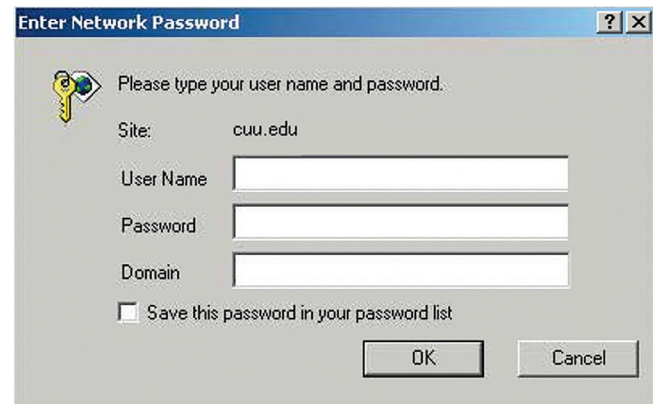 Enter Network Password
Please type your user name and password.
Site: cuu.edu
User Name
Password
Domain
Save this password in your password list
OK Cancel